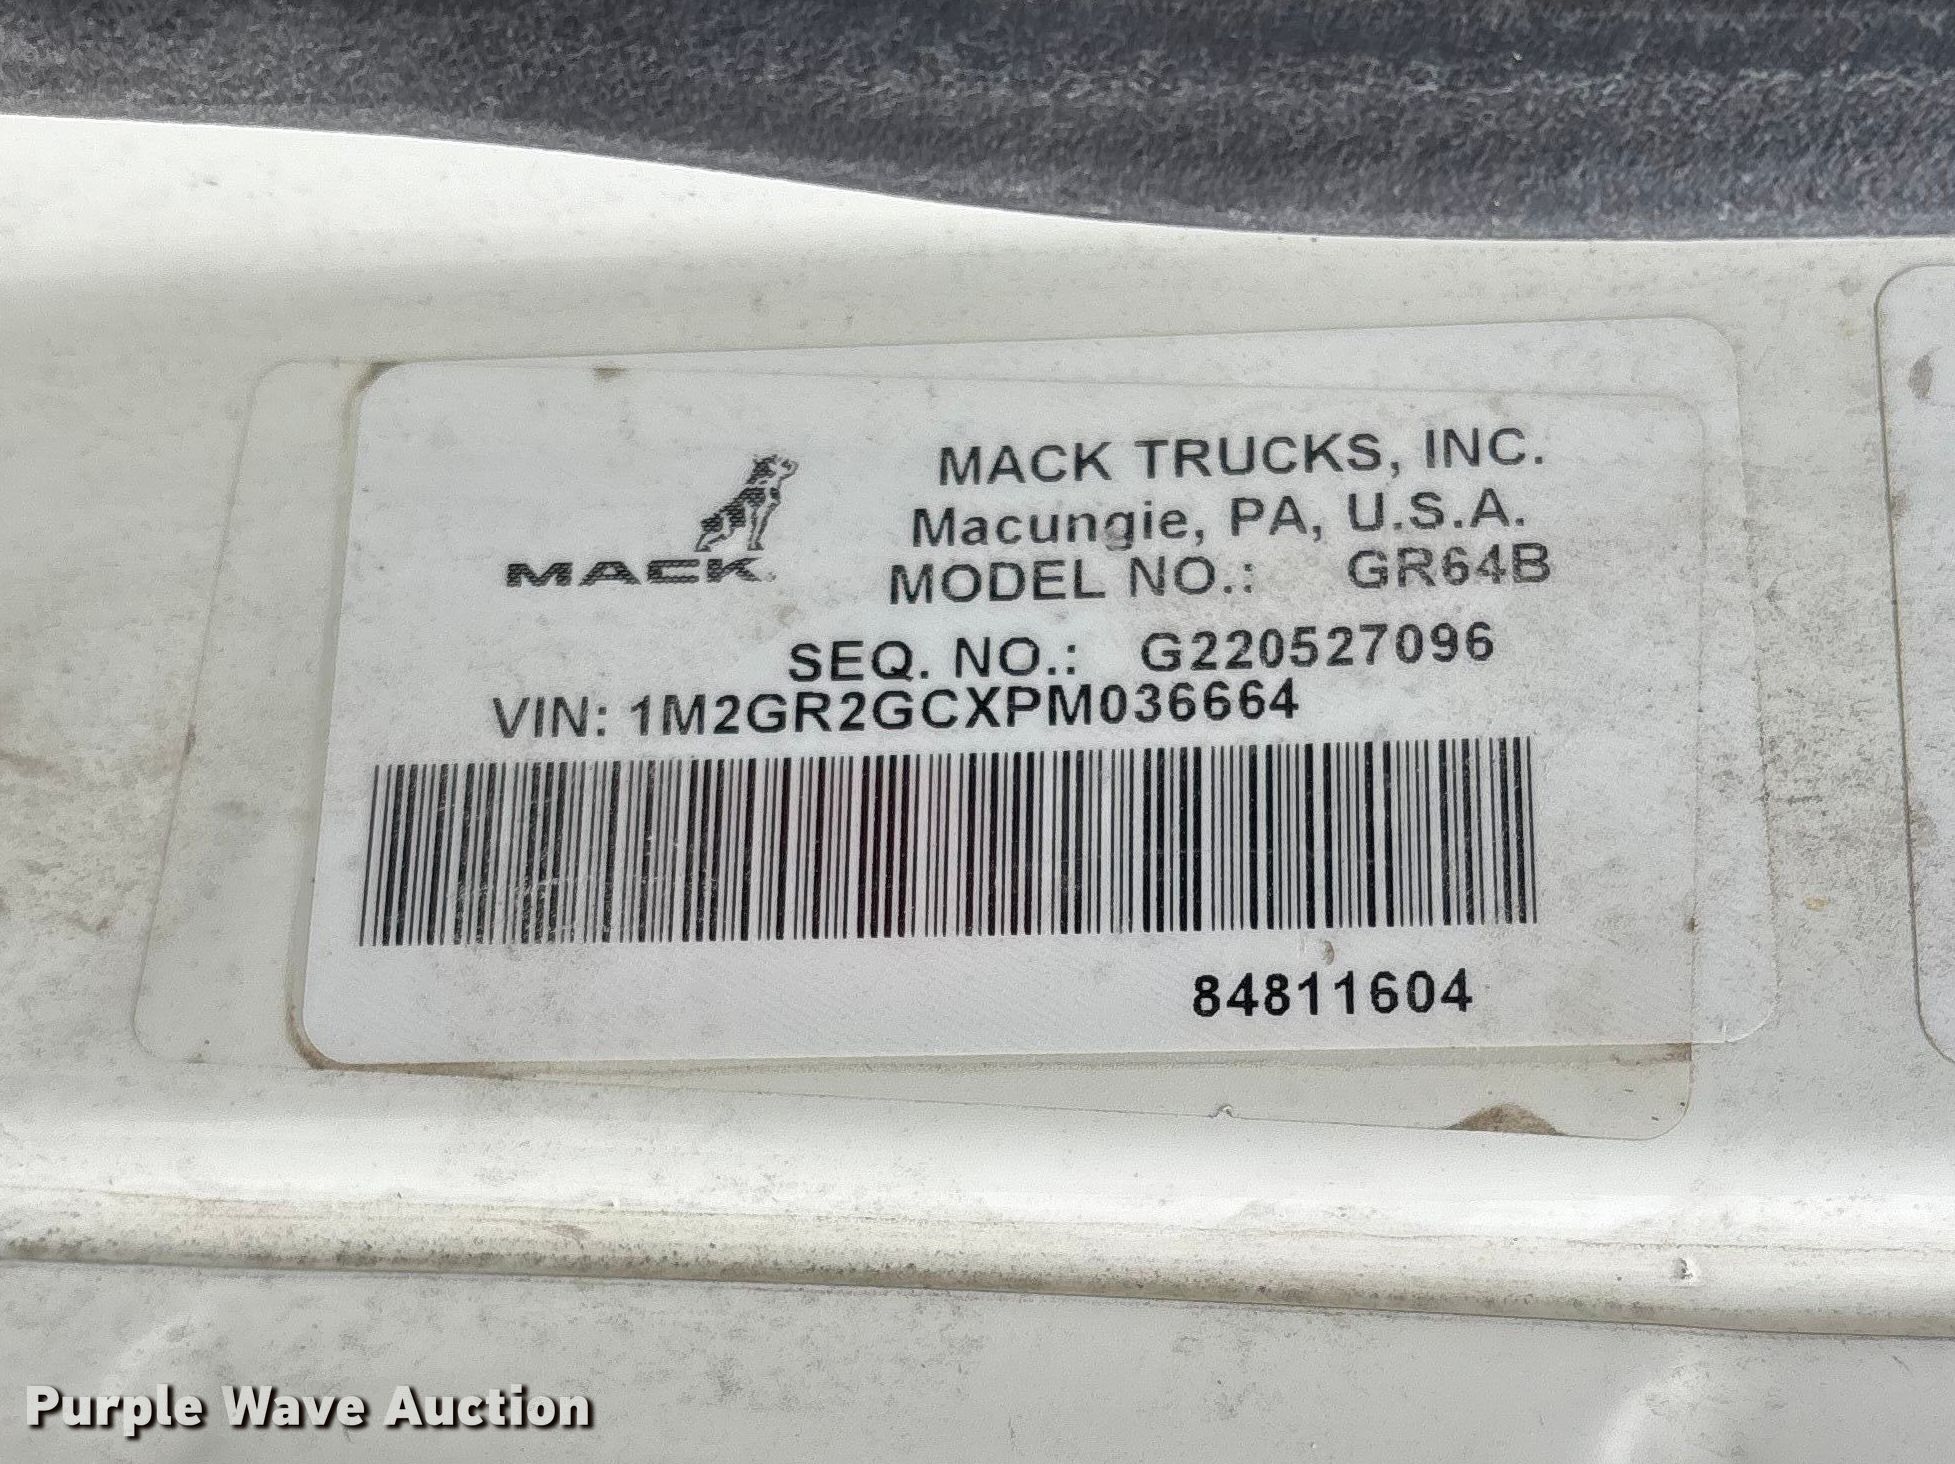 MACK TRUCKS, INC.
Macungie, PA, U.S.A.
MACK
MODEL NO.: GR64B
SEQ. NO.: G220527096
VIN: 1M2GR2GCXPM036664
84811604
Purple Wave Auction